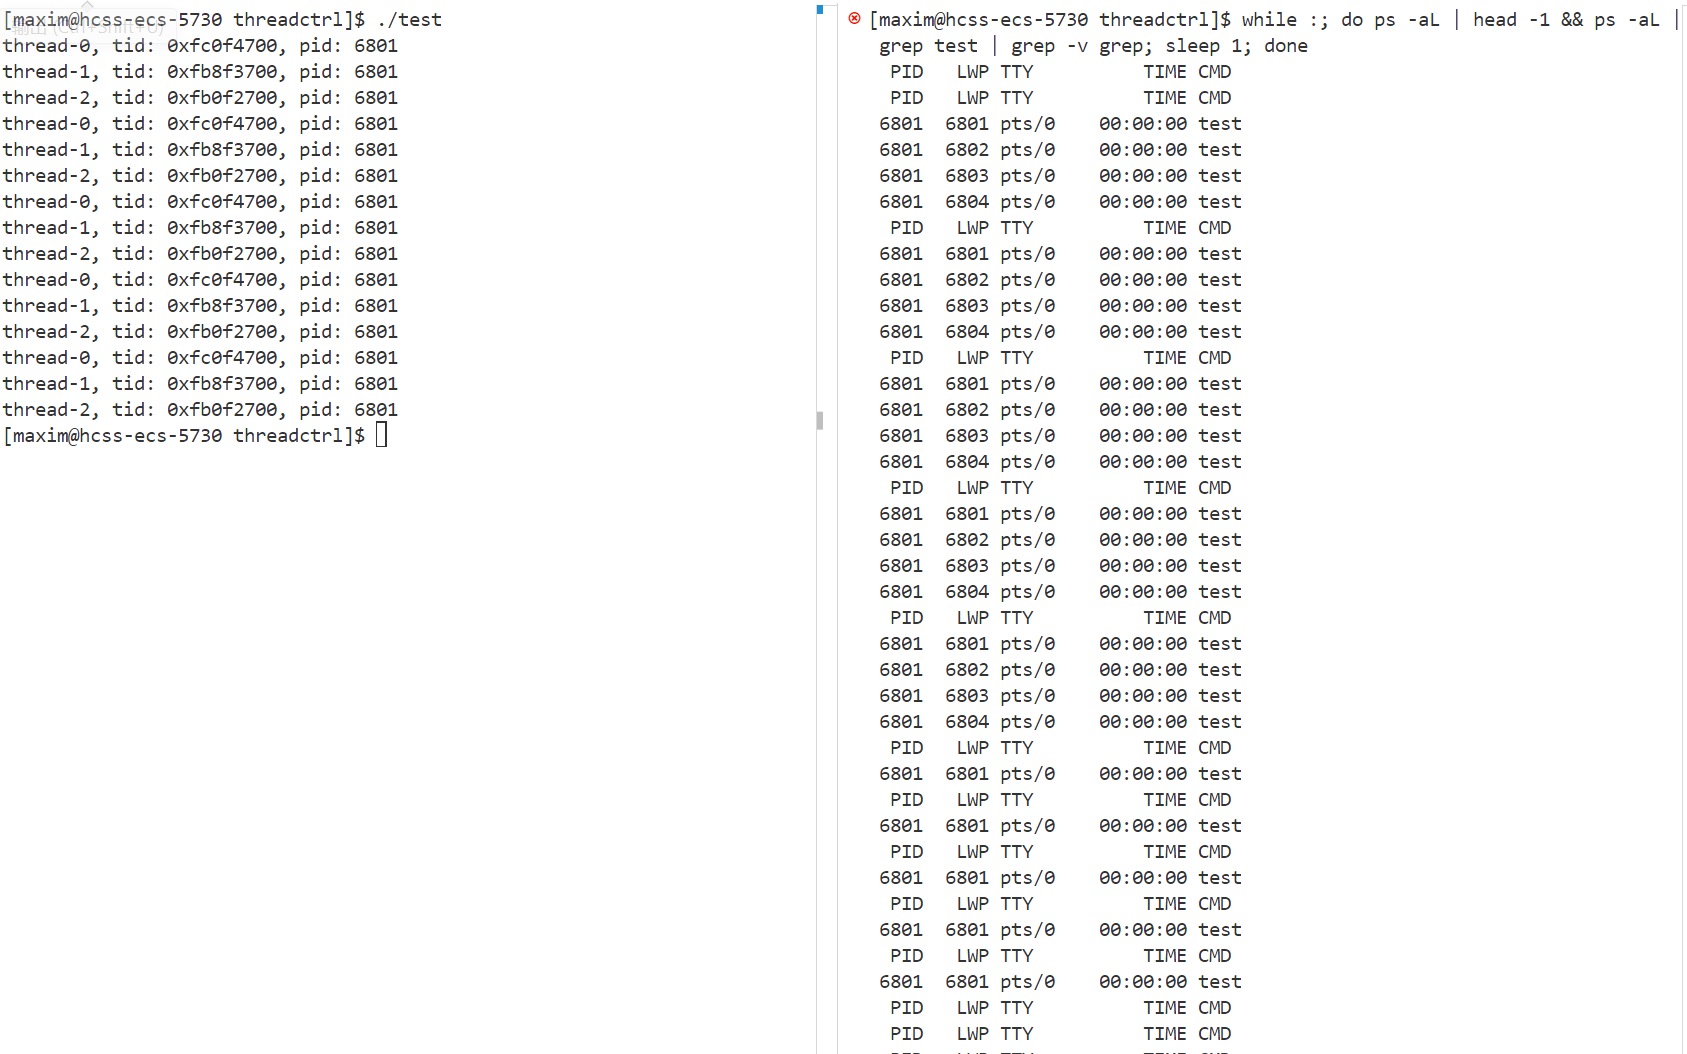 [maxim@hcss-ecs-5730 threadctrl]$ ./test
thread-0, tid: 0xfc0f4700, pid: 6801
thread-1, tid: 0xfb8f3700, pid: 6801
thread-2, tid: 0xfb0f2700, pid: 6801
thread-0, tid: 0xfc0f4700, pid: 6801
thread-1, tid: 0xfb8f3700, pid: 6801
thread-2, tid: 0xfb0f2700, pid: 6801
thread-0, tid: 0xfc0f4700, pid: 6801
thread-1, tid: 0xfb8f3700, pid: 6801
thread-2, tid: 0xfb0f2700, pid: 6801
thread-0, tid: 0xfc0f4700, pid: 6801
thread-1, tid: 0xfb8f3700, pid: 6801
thread-2, tid: 0xfb0f2700, pid: 6801
thread-0, tid: 0xfc0f4700, pid: 6801
thread-1, tid: 0xfb8f3700, pid: 6801
thread-2, tid: 0xfb0f2700, pid: 6801
[maxim@hcss-ecs-5730 threadctrl]$
[maxim@hcss-ecs-5730 threadctrl]$ while :; do ps -aL | head -1 && ps -aL |
grep test | grep -v grep; sleep 1; done
PID LWP TTY TIME CMD
PID LWP TTY TIME CMD
6801 6801 pts/0 00:00:00 test
6801 6802 pts/0 00:00:00 test
6801 6803 pts/0 00:00:00 test
6801 6804 pts/0 00:00:00 test
PID LWP TTY TIME CMD
6801 6801 pts/0 00:00:00 test
6801 6802 pts/0 00:00:00 test
6801 6803 pts/0 00:00:00 test
6801 6804 pts/0 00:00:00 test
PID LWP TTY TIME CMD
6801 6801 pts/0 00:00:00 test
6801 6802 pts/0 00:00:00 test
6801 6803 pts/0 00:00:00 test
6801 6804 pts/0 00:00:00 test
PID LWP TTY TIME CMD
6801 6801 pts/0 00:00:00 test
6801 6802 pts/0 00:00:00 test
6801 6803 pts/0 00:00:00 test
6801 6804 pts/0 00:00:00 test
PID LWP TTY TIME CMD
6801 6801 pts/0 00:00:00 test
6801 6802 pts/0 00:00:00 test
6801 6803 pts/0 00:00:00 test
6801 6804 pts/0 00:00:00 test
PID LWP TTY TIME CMD
6801 6801 pts/0 00:00:00 test
PID LWP TTY TIME CMD
6801 6801 pts/0 00:00:00 test
PID LWP TTY TIME CMD
6801 6801 pts/0 00:00:00 test
PID LWP TTY TIME CMD
6801 6801 pts/0 00:00:00 test
PID LWP TTY TIME CMD
6801 6801 pts/0 00:00:00 test
PID LWP TTY TIME CMD
PID LWP TTY TIME CMD